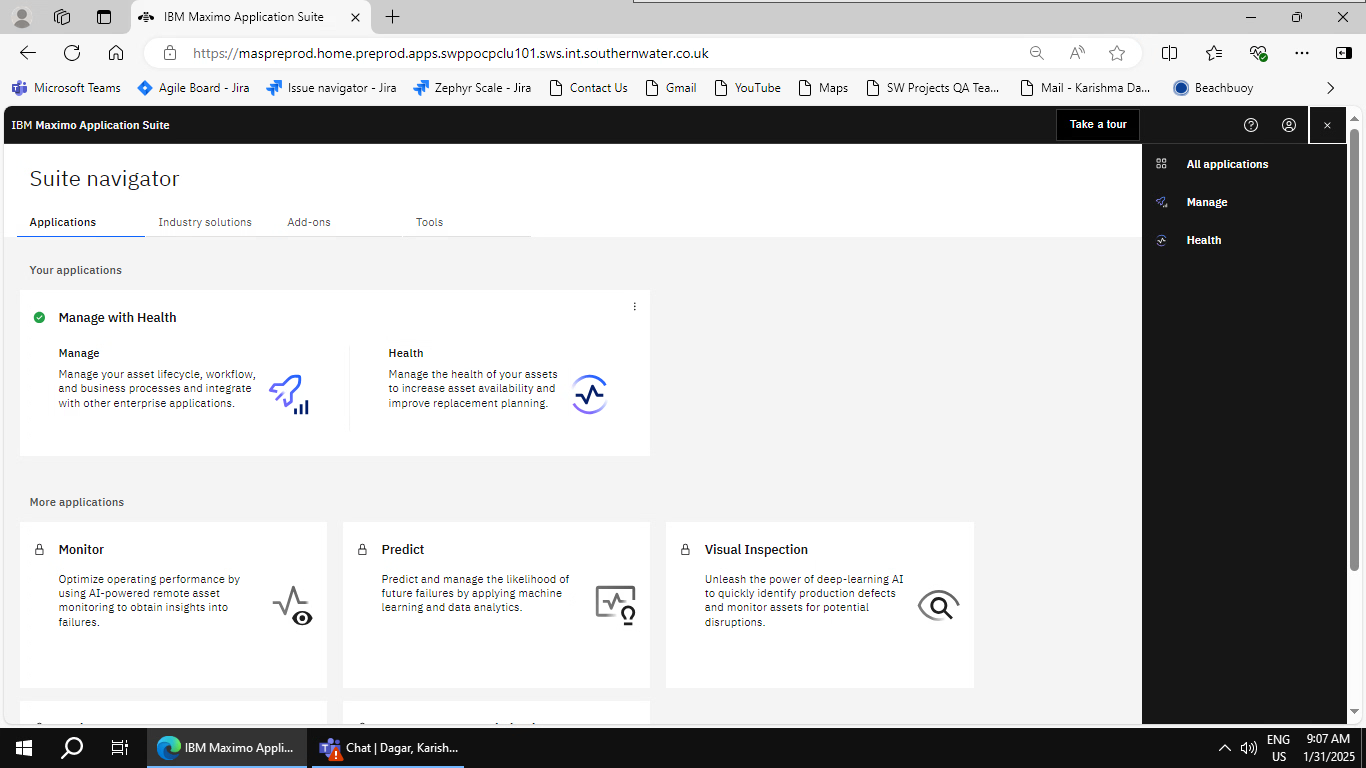 IBM Maximo Application Suite
https://maspreprod.home.preprod.apps.swppocpclu101.sws.int.southernwater.co.uk
Microsoft Teams
Agile Board - Jira
Issue navigator - Jira
Zephyr Scale - Jira
Contact Us
Gmail
YouTube
Maps
SW Projects QA Tea...
Mail - Karishma Da...
Beachbuoy
IBM Maximo Application Suite
Take a tour
All applications
Manage
Health
Suite navigator
Applications
Industry solutions
Add-ons
Tools
Your applications
Manage with Health
Manage
Manage your asset lifecycle, workflow,
and business processes and integrate
with other enterprise applications.
Health
Manage the health of your assets
to increase asset availability and
improve replacement planning.
More applications
Monitor
Optimize operating performance by
using AI-powered remote asset
monitoring to obtain insights into
failures.
Predict
Predict and manage the likelihood of
future failures by applying machine
learning and data analytics.
Visual Inspection
Unleash the power of deep-learning AI
to quickly identify production defects
and monitor assets for potential
disruptions.
IBM Maximo Appli...
Chat | Dagar, Karish...
ENG
US
9:07 AM
1/31/2025